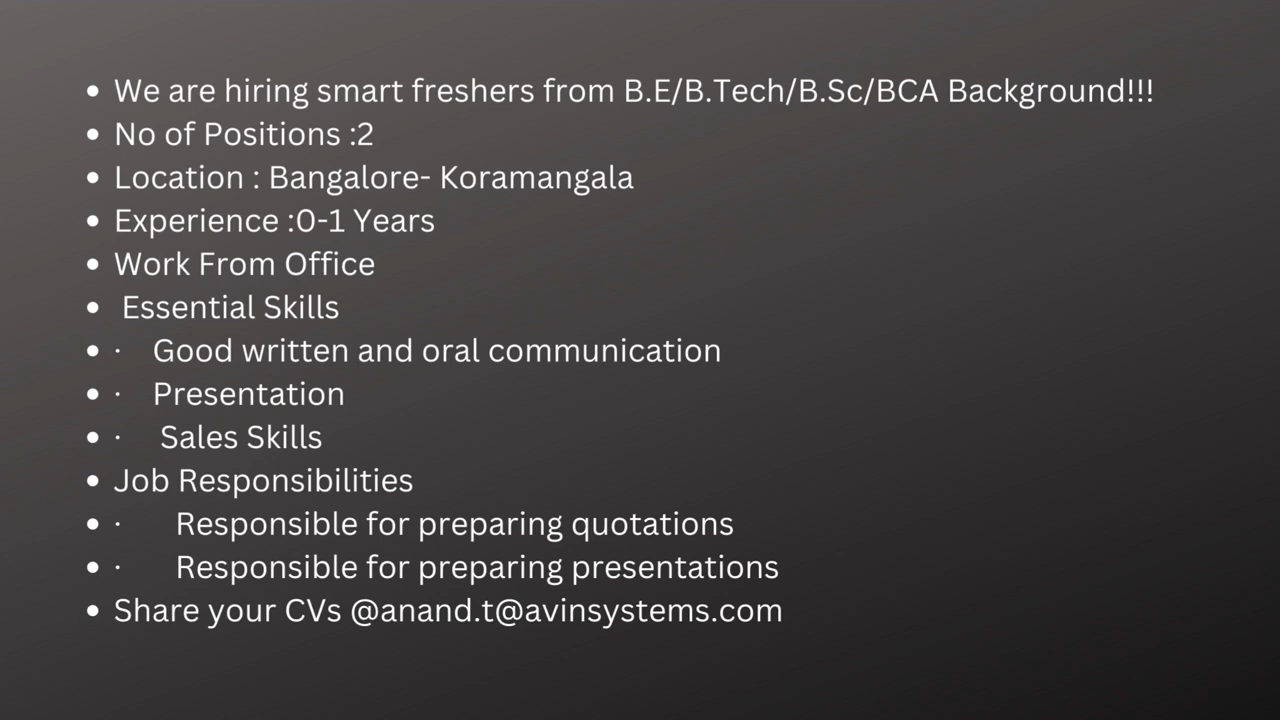 • We are hiring smart freshers from B.E/B.Tech/B.Sc/BCA Background!!!
• No of Positions :2
• Location : Bangalore- Koramangala
• Experience :0-1 Years
• Work From Office
• Essential Skills
• · Good written and oral communication
• · Presentation
• · Sales Skills
• Job Responsibilities
• · Responsible for preparing quotations
• · Responsible for preparing presentations
• Share your CVs @anand.t@avinsystems.com